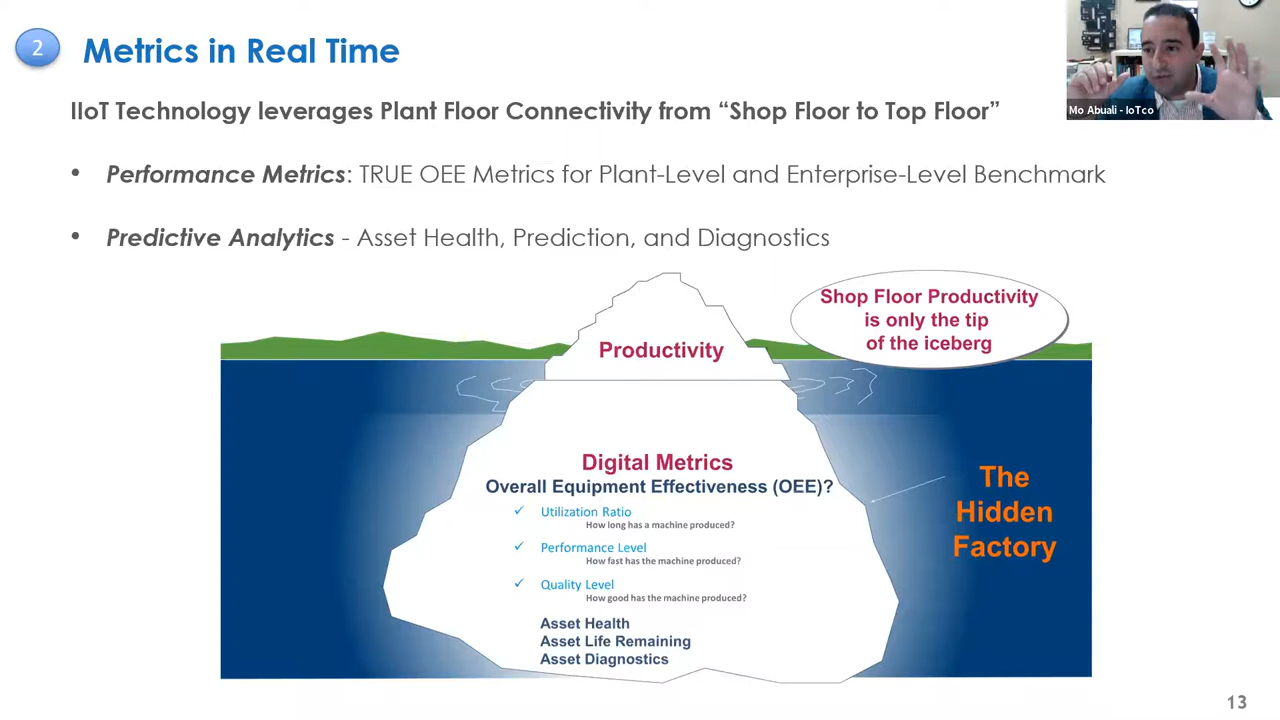 2
Metrics in Real Time
Mo Abuali - IoTco
IIoT Technology leverages Plant Floor Connectivity from “Shop Floor to Top Floor”
• Performance Metrics: TRUE OEE Metrics for Plant-Level and Enterprise-Level Benchmark
• Predictive Analytics - Asset Health, Prediction, and Diagnostics
Shop Floor Productivity
is only the tip
of the iceberg
Productivity
Digital Metrics
Overall Equipment Effectiveness (OEE)?
✓ Utilization Ratio
How long has a machine produced?
✓ Performance Level
How fast has the machine produced?
✓ Quality Level
How good has the machine produced?
Asset Health
Asset Life Remaining
Asset Diagnostics
The
Hidden
Factory
13